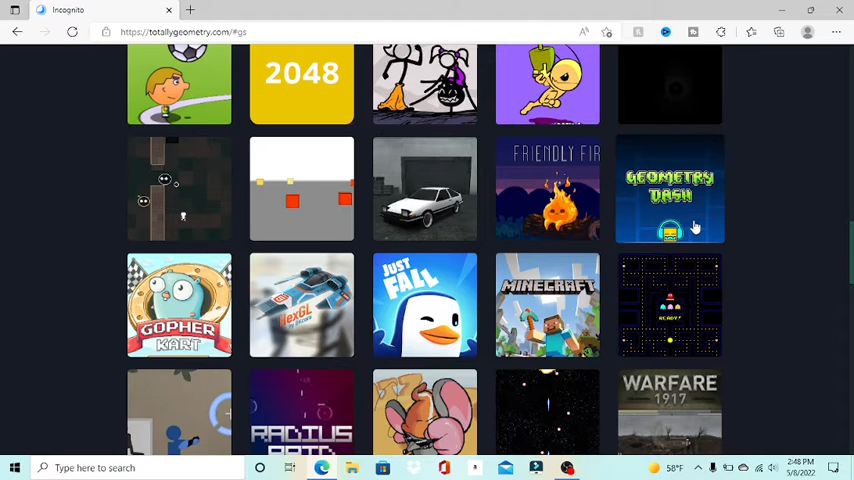 Incognito
https://totallygeometry.com/#gs
2048
FRIENDLY FIR
GEOMETRY
DASH
GOPHER
KART
HexGL
JUST
FALL
MINECRAFT
READY!
RADIUS
RAID
WARFARE
1917
Type here to search
58°F
2:48 PM
5/8/2022